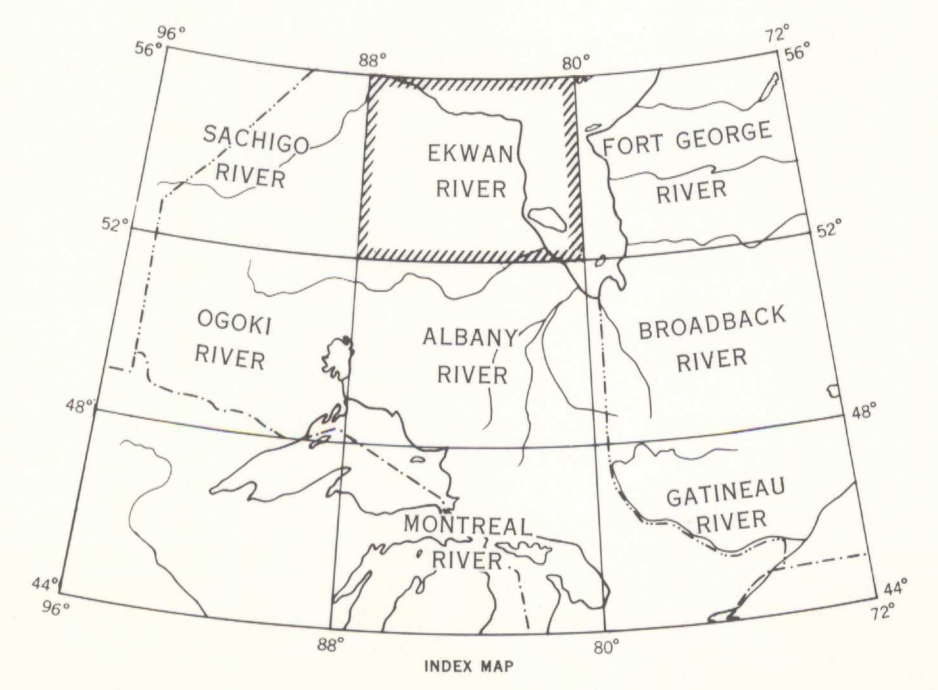 96°
56°
88°
80°
72°
56°
SACHIGO
RIVER
EKWAN
RIVER
FORT GEORGE
RIVER
52°
52°
OGOKI
RIVER
ALBANY
RIVER
BROADBACK
RIVER
48°
48°
MONTREAL
RIVER
GATINEAU
RIVER
44°
96°
88°
80°
44°
72°
INDEX MAP